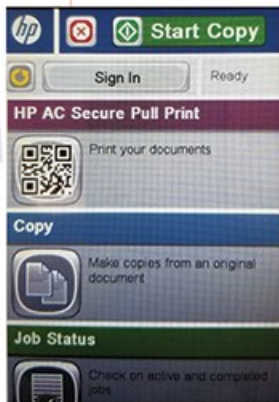 hp
Start Copy
Sign In
Ready
HP AC Secure Pull Print
Print your documents
Copy
Make copies from an original
document
Job Status
Check on active and completed
jobs